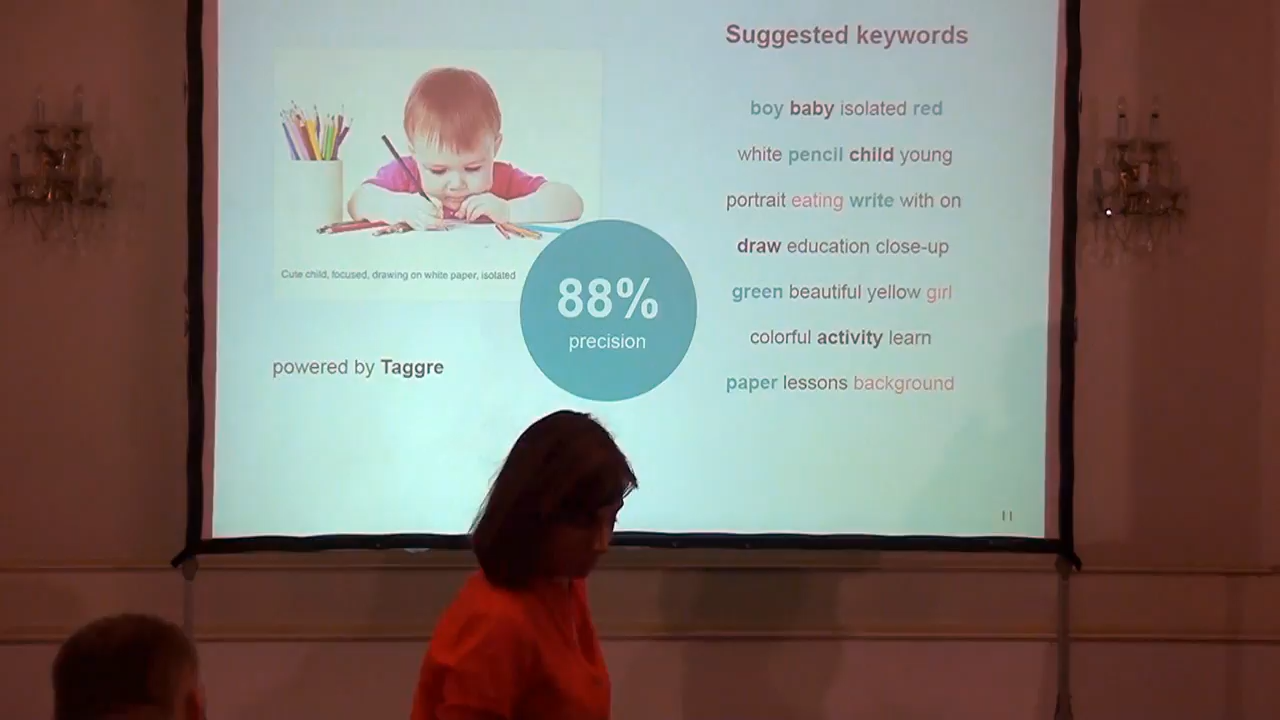 Suggested keywords
boy baby isolated red
white pencil child young
portrait eating write with on
draw education close-up
green beautiful yellow girl
colorful activity learn
paper lessons background
Cute child, focused, drawing on white paper, isolated
88%
precision
powered by Taggre
11